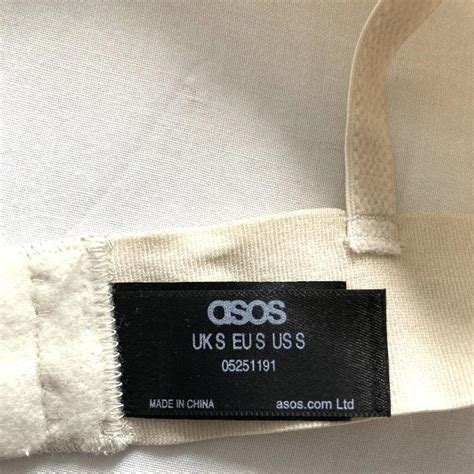 asos
UK S EU S US S
05251191
MADE IN CHINA asos.com Ltd